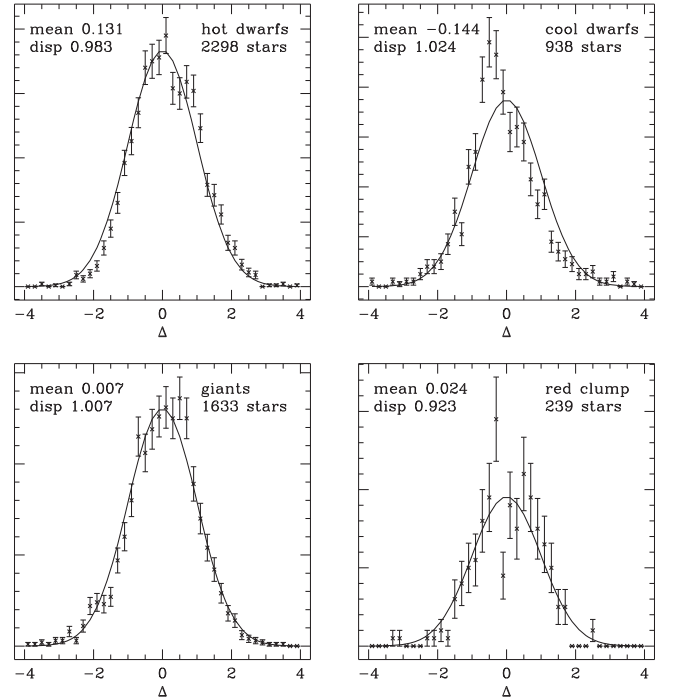 mean 0.131 hot dwarfs
disp 0.983 2298 stars
−4 −2 0 2 4
Δ
mean −0.144 cool dwarfs
disp 1.024 938 stars
−4 −2 0 2 4
Δ
mean 0.007 giants
disp 1.007 1633 stars
−4 −2 0 2 4
Δ
mean 0.024 red clump
disp 0.923 239 stars
−4 −2 0 2 4
Δ